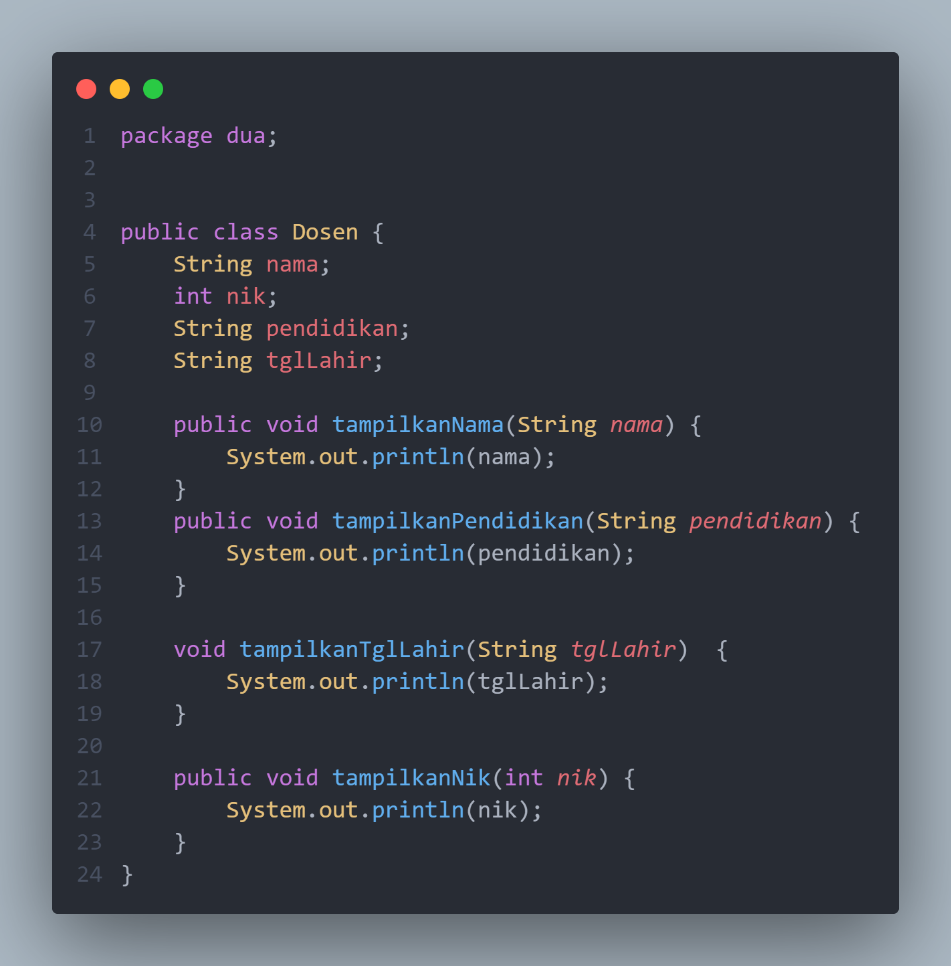 1 package dua;
2
3
4 public class Dosen {
5     String nama;
6     int nik;
7     String pendidikan;
8     String tglLahir;
9
10     public void tampilkanNama(String nama) {
11         System.out.println(nama);
12     }
13     public void tampilkanPendidikan(String pendidikan) {
14         System.out.println(pendidikan);
15     }
16
17     void tampilkanTglLahir(String tglLahir)  {
18         System.out.println(tglLahir);
19     }
20
21     public void tampilkanNik(int nik) {
22         System.out.println(nik);
23     }
24 }